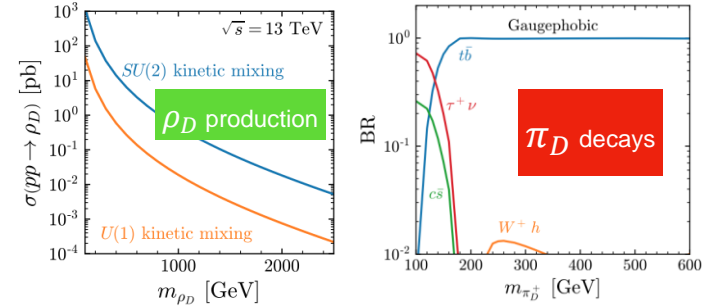 √s = 13 TeV
SU(2) kinetic mixing
ρ_D production
U(1) kinetic mixing
σ(pp → ρ_D) [pb]
10³
10²
10¹
10⁰
10⁻¹
10⁻²
10⁻³
10⁻⁴
1000 2000
m_ρ_D [GeV]
Gaugephobic
tb̄
τ⁺ν
π_D decays
cs̄
W⁺h
BR
10⁰
10⁻¹
10⁻²
100 200 300 400 500 600
m_π_D⁺ [GeV]